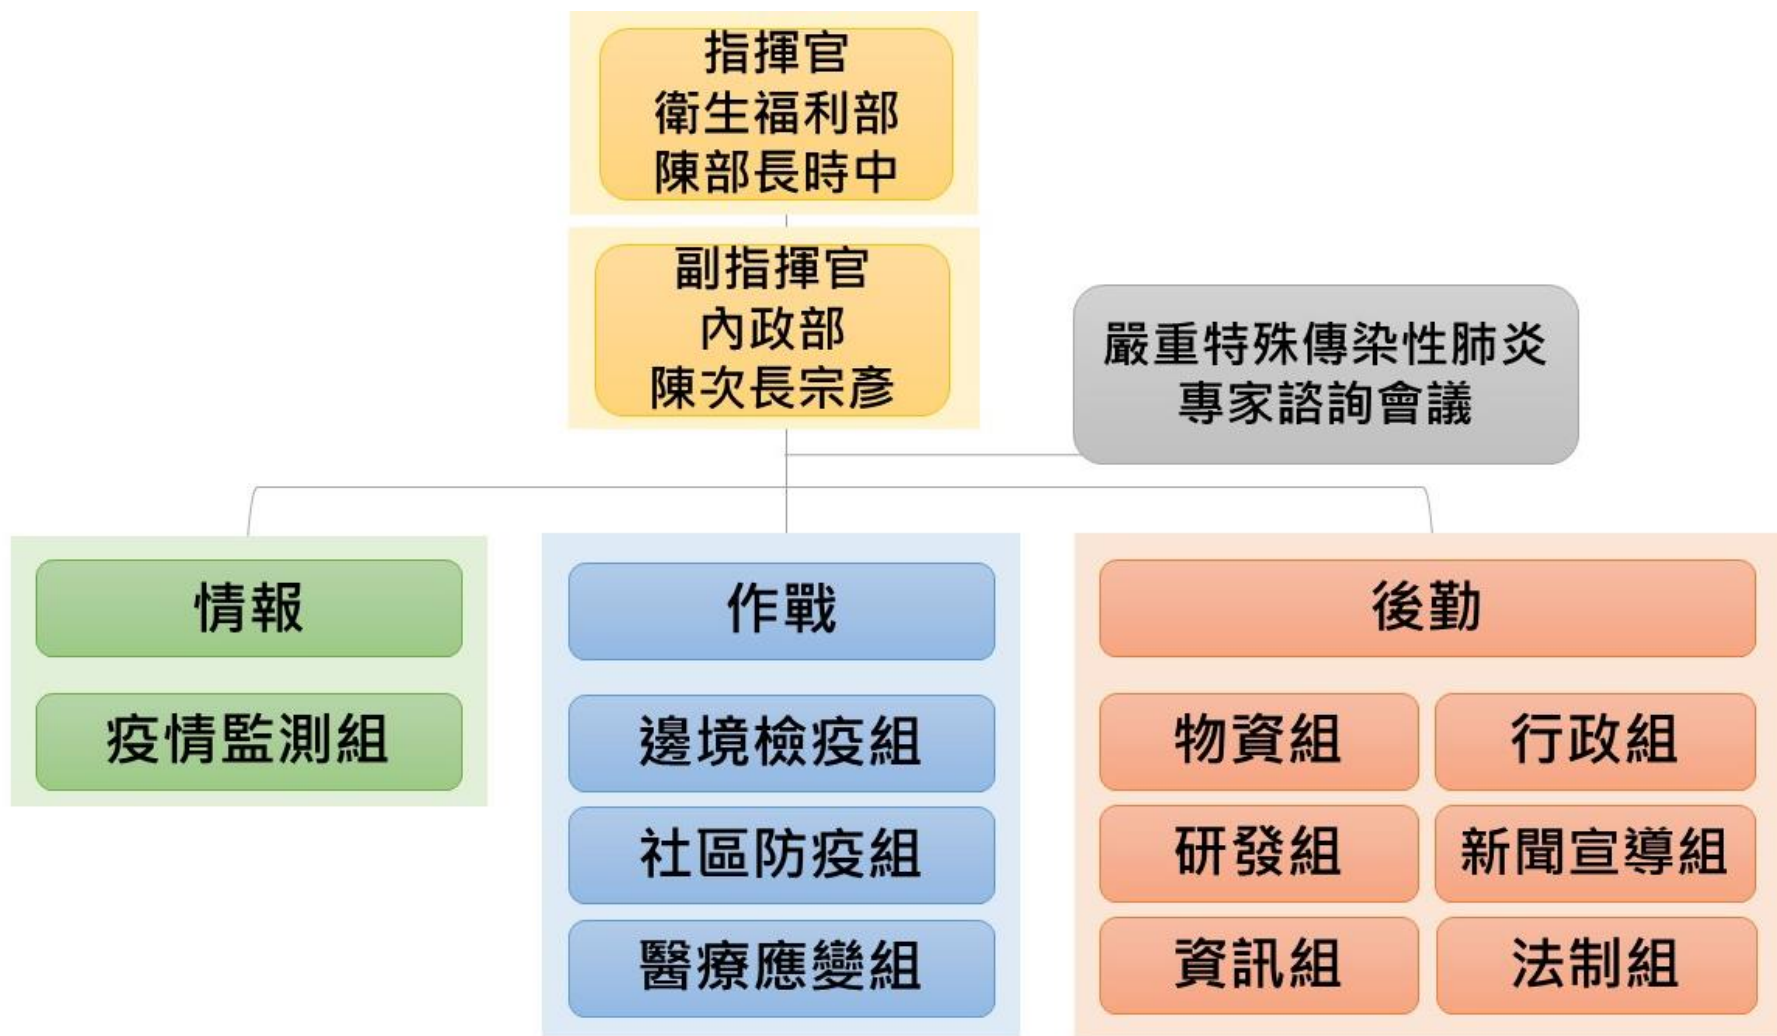 指揮官
衛生福利部
陳部長時中
副指揮官
內政部
陳次長宗彥
嚴重特殊傳染性肺炎
專家諮詢會議
情報
疫情監測組
作戰
邊境檢疫組
社區防疫組
醫療應變組
後勤
物資組
行政組
研發組
新聞宣導組
資訊組
法制組